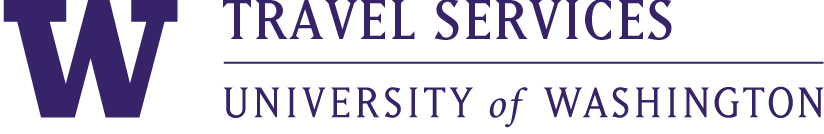 W
TRAVEL SERVICES
UNIVERSITY of WASHINGTON